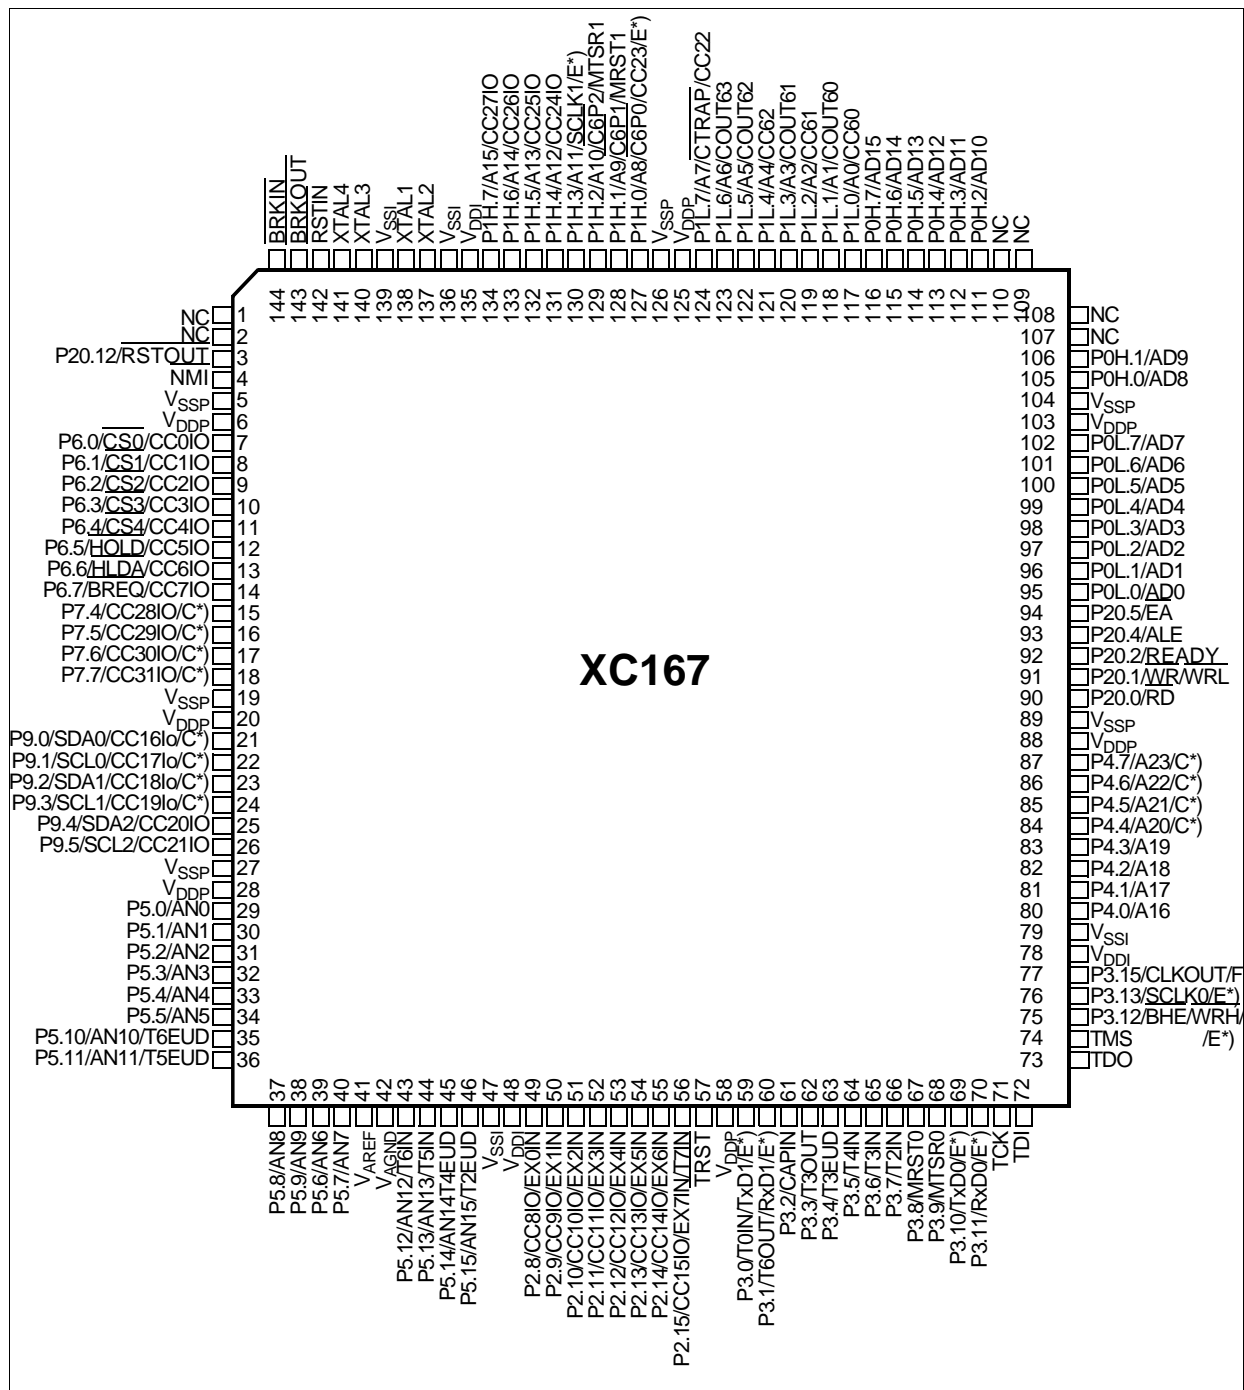 BRKIN
BRKOUT
RSTIN
XTAL4
XTAL3
VSSI
XTAL1
XTAL2
VSSI
VDDI
P1H.7/A15/CC27IO
P1H.6/A14/CC26IO
P1H.5/A13/CC25IO
P1H.4/A12/CC24IO
P1H.3/A11/SCLK1/E*)
P1H.2/A10/C6P2/MTSR1
P1H.1/A9/C6P1/MRST1
P1H.0/A8/C6P0/CC23/E*)
VSSP
VDDP
P1L.7/A7/CTRAP/CC22
P1L.6/A6/COUT63
P1L.5/A5/COUT62
P1L.4/A4/CC62
P1L.3/A3/COUT61
P1L.2/A2/CC61
P1L.1/A1/COUT60
P1L.0/A0/CC60
P0H.7/AD15
P0H.6/AD14
P0H.5/AD13
P0H.4/AD12
P0H.3/AD11
P0H.2/AD10
NC
NC
144
143
142
141
140
139
138
137
136
135
134
133
132
131
130
129
128
127
126
125
124
123
122
121
120
119
118
117
116
115
114
113
112
111
110
109
NC 1
NC 2
P20.12/RSTOUT 3
NMI 4
VSSP 5
VDDP 6
P6.0/CS0/CC0IO 7
P6.1/CS1/CC1IO 8
P6.2/CS2/CC2IO 9
P6.3/CS3/CC3IO 10
P6.4/CS4/CC4IO 11
P6.5/HOLD/CC5IO 12
P6.6/HLDA/CC6IO 13
P6.7/BREQ/CC7IO 14
P7.4/CC28IO/C*) 15
P7.5/CC29IO/C*) 16
P7.6/CC30IO/C*) 17
P7.7/CC31IO/C*) 18
VSSP 19
VDDP 20
P9.0/SDA0/CC16Io/C*) 21
P9.1/SCL0/CC17Io/C*) 22
P9.2/SDA1/CC18Io/C*) 23
P9.3/SCL1/CC19Io/C*) 24
P9.4/SDA2/CC20IO 25
P9.5/SCL2/CC21IO 26
VSSP 27
VDDP 28
P5.0/AN0 29
P5.1/AN1 30
P5.2/AN2 31
P5.3/AN3 32
P5.4/AN4 33
P5.5/AN5 34
P5.10/AN10/T6EUD 35
P5.11/AN11/T5EUD 36
XC167
108 NC
107 NC
106 P0H.1/AD9
105 P0H.0/AD8
104 VSSP
103 VDDP
102 P0L.7/AD7
101 P0L.6/AD6
100 P0L.5/AD5
99 P0L.4/AD4
98 P0L.3/AD3
97 P0L.2/AD2
96 P0L.1/AD1
95 P0L.0/AD0
94 P20.5/EA
93 P20.4/ALE
92 P20.2/READY
91 P20.1/WR/WRL
90 P20.0/RD
89 VSSP
88 VDDP
87 P4.7/A23/C*)
86 P4.6/A22/C*)
85 P4.5/A21/C*)
84 P4.4/A20/C*)
83 P4.3/A19
82 P4.2/A18
81 P4.1/A17
80 P4.0/A16
79 VSSI
78 VDDI
77 P3.15/CLKOUT/F
76 P3.13/SCLK0/E*)
75 P3.12/BHE/WRH/
74 TMS /E*)
73 TDO
37
38
39
40
41
42
43
44
45
46
47
48
49
50
51
52
53
54
55
56
57
58
59
60
61
62
63
64
65
66
67
68
69
70
71
72
P5.8/AN8
P5.9/AN9
P5.6/AN6
P5.7/AN7
VAREF
VAGND
P5.12/AN12/T6IN
P5.13/AN13/T5IN
P5.14/AN14T4EUD
P5.15/AN15/T2EUD
VSSI
VDDI
P2.8/CC8IO/EX0IN
P2.9/CC9IO/EX1IN
P2.10/CC10IO/EX2IN
P2.11/CC11IO/EX3IN
P2.12/CC12IO/EX4IN
P2.13/CC13IO/EX5IN
P2.14/CC14IO/EX6IN
P2.15/CC15IO/EX7IN/T7IN
TRST
VDDP
P3.0/T0IN/TxD1/E*)
P3.1/T6OUT/RxD1/E*)
P3.2/CAPIN
P3.3/T3OUT
P3.4/T3EUD
P3.5/T4IN
P3.6/T3IN
P3.7/T2IN
P3.8/MRST0
P3.9/MTSR0
P3.10/TxD0/E*)
P3.11/RxD0/E*)
TCK
TDI